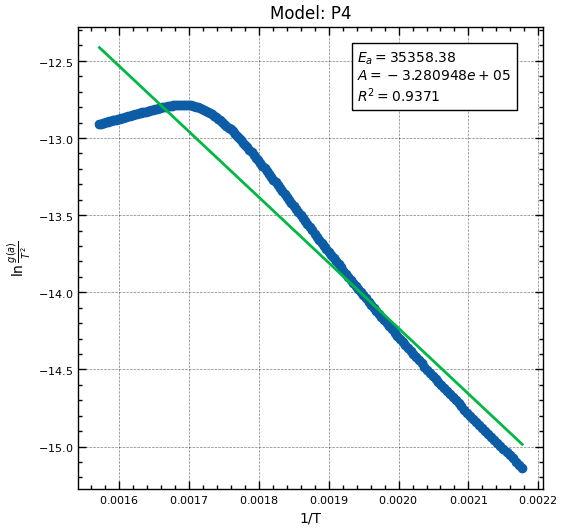 Model: P4
E_a = 35358.38
A = −3.280948e + 05
R² = 0.9371
−12.5
−13.0
−13.5
−14.0
−14.5
−15.0
ln g(a)/T²
0.0016 0.0017 0.0018 0.0019 0.0020 0.0021 0.0022
1/T